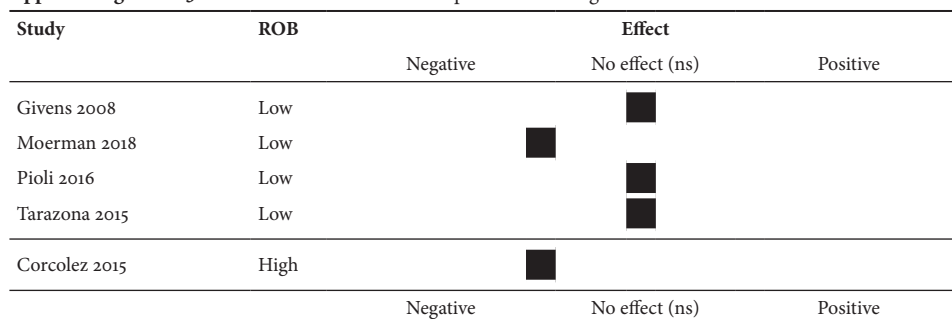 Study ROB Effect
Negative No effect (ns) Positive
Givens 2008 Low
Moerman 2018 Low
Pioli 2016 Low
Tarazona 2015 Low
Corcolez 2015 High
Negative No effect (ns) Positive